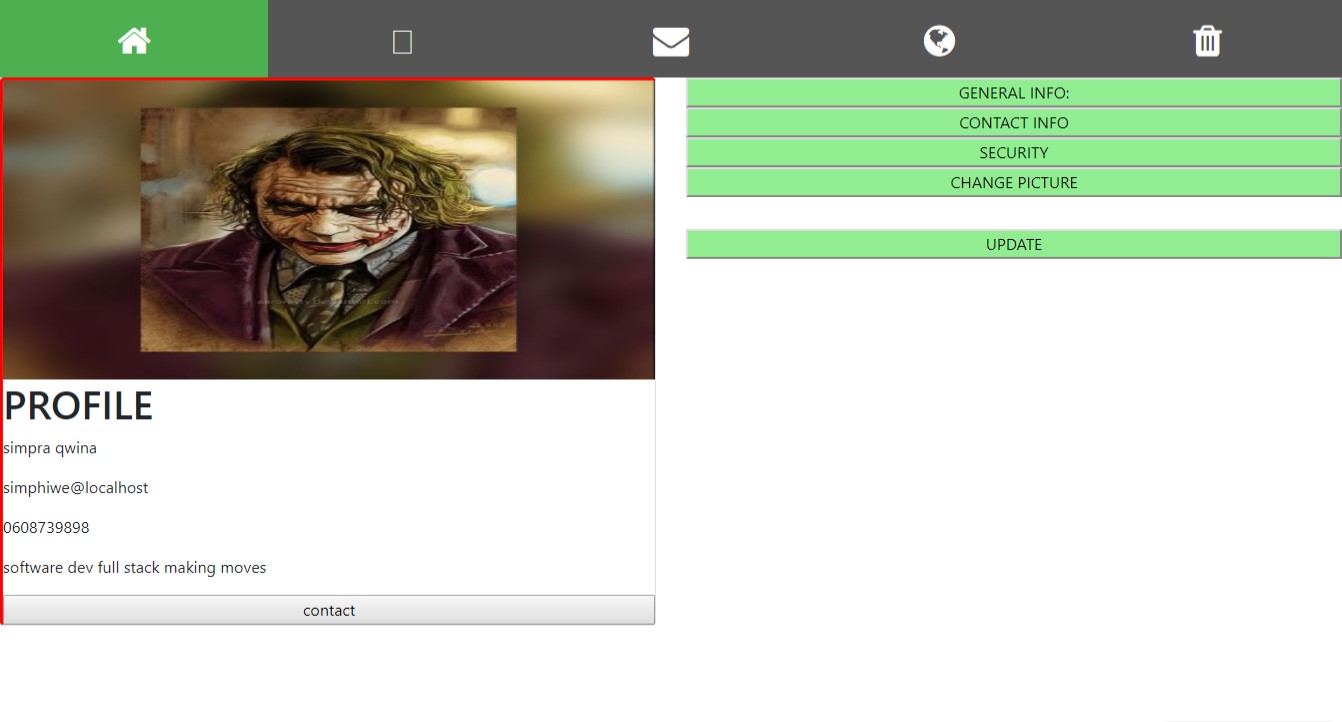 PROFILE
simpra qwina
simphiwe@localhost
0608739898
software dev full stack making moves
contact
GENERAL INFO:
CONTACT INFO
SECURITY
CHANGE PICTURE
UPDATE